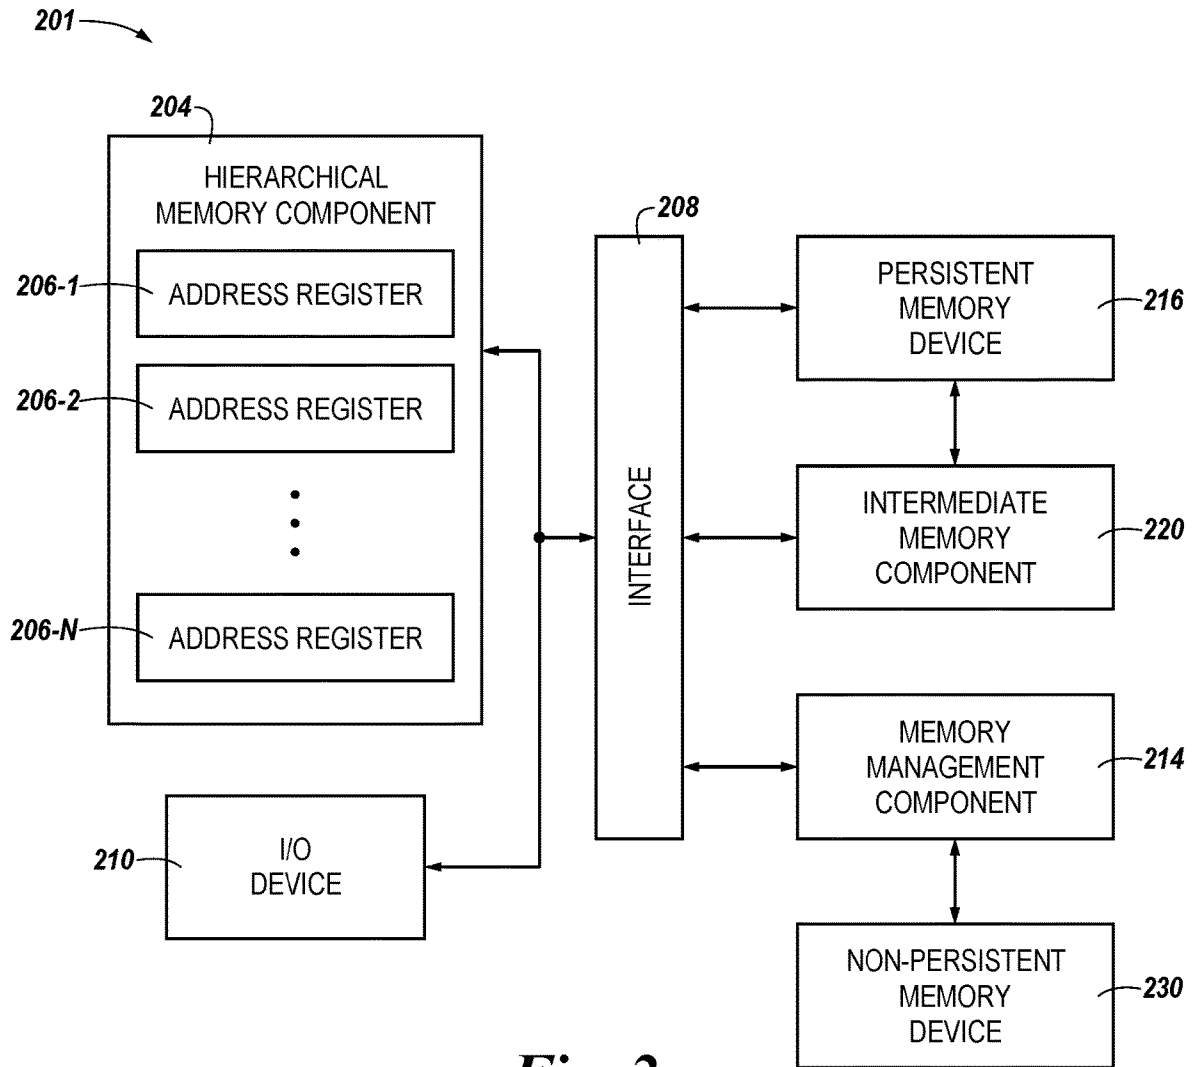 201
204
HIERARCHICAL
MEMORY COMPONENT
206-1
ADDRESS REGISTER
206-2
ADDRESS REGISTER
206-N
ADDRESS REGISTER
210
I/O
DEVICE
208
INTERFACE
PERSISTENT
MEMORY
DEVICE
216
INTERMEDIATE
MEMORY
COMPONENT
220
MEMORY
MANAGEMENT
COMPONENT
214
NON-PERSISTENT
MEMORY
DEVICE
230